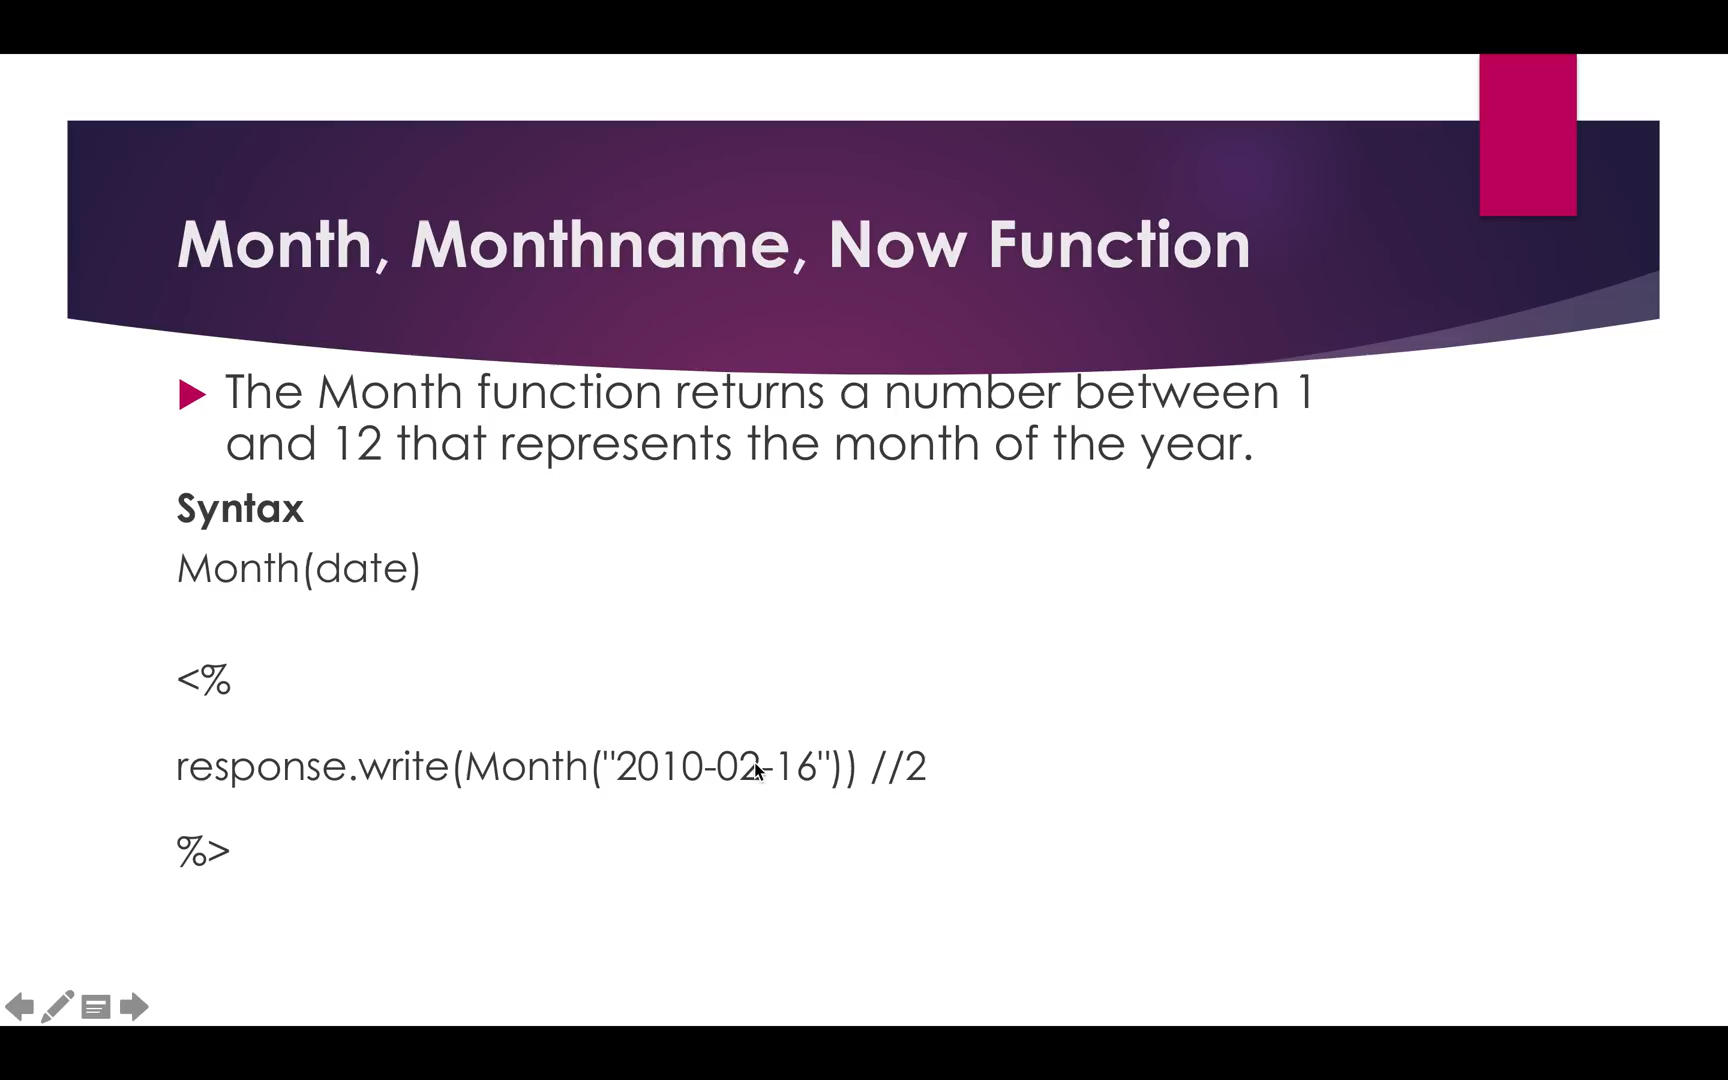 Month, Monthname, Now Function
The Month function returns a number between 1
and 12 that represents the month of the year.
Syntax
Month(date)
<%
response.write(Month("2010-02-16")) //2
%>